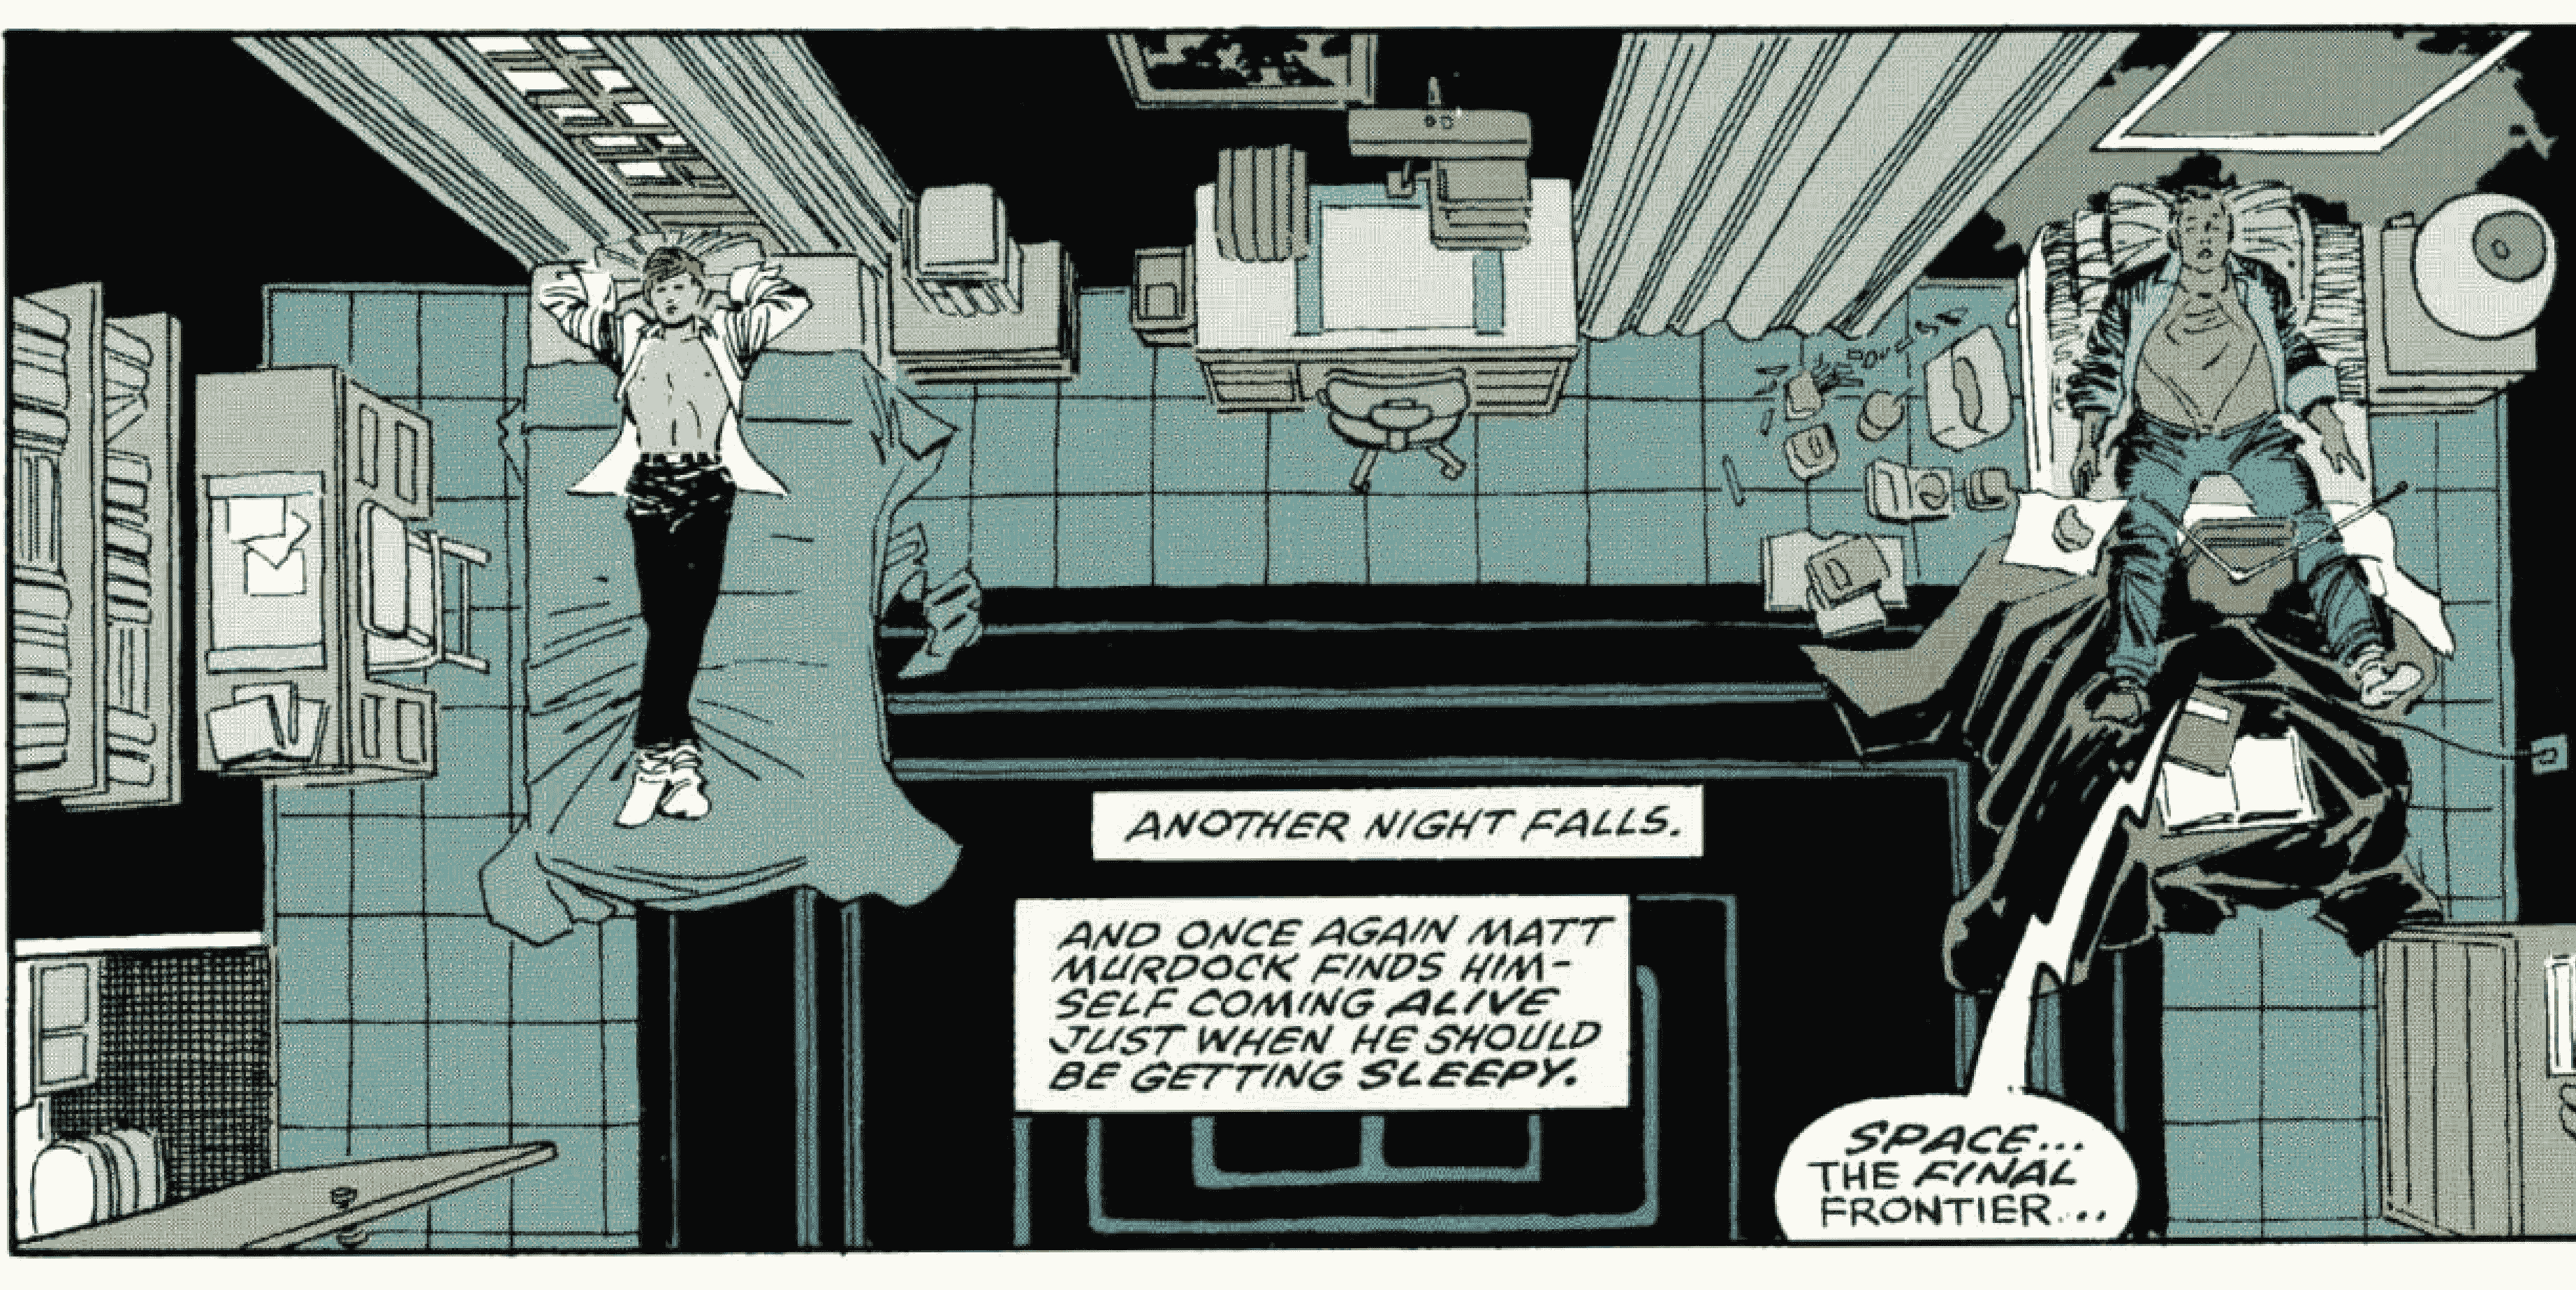 ANOTHER NIGHT FALLS.
AND ONCE AGAIN MATT
MURDOCK FINDS HIM-
SELF COMING ALIVE
JUST WHEN HE SHOULD
BE GETTING SLEEPY.
SPACE...
THE FINAL
FRONTIER...